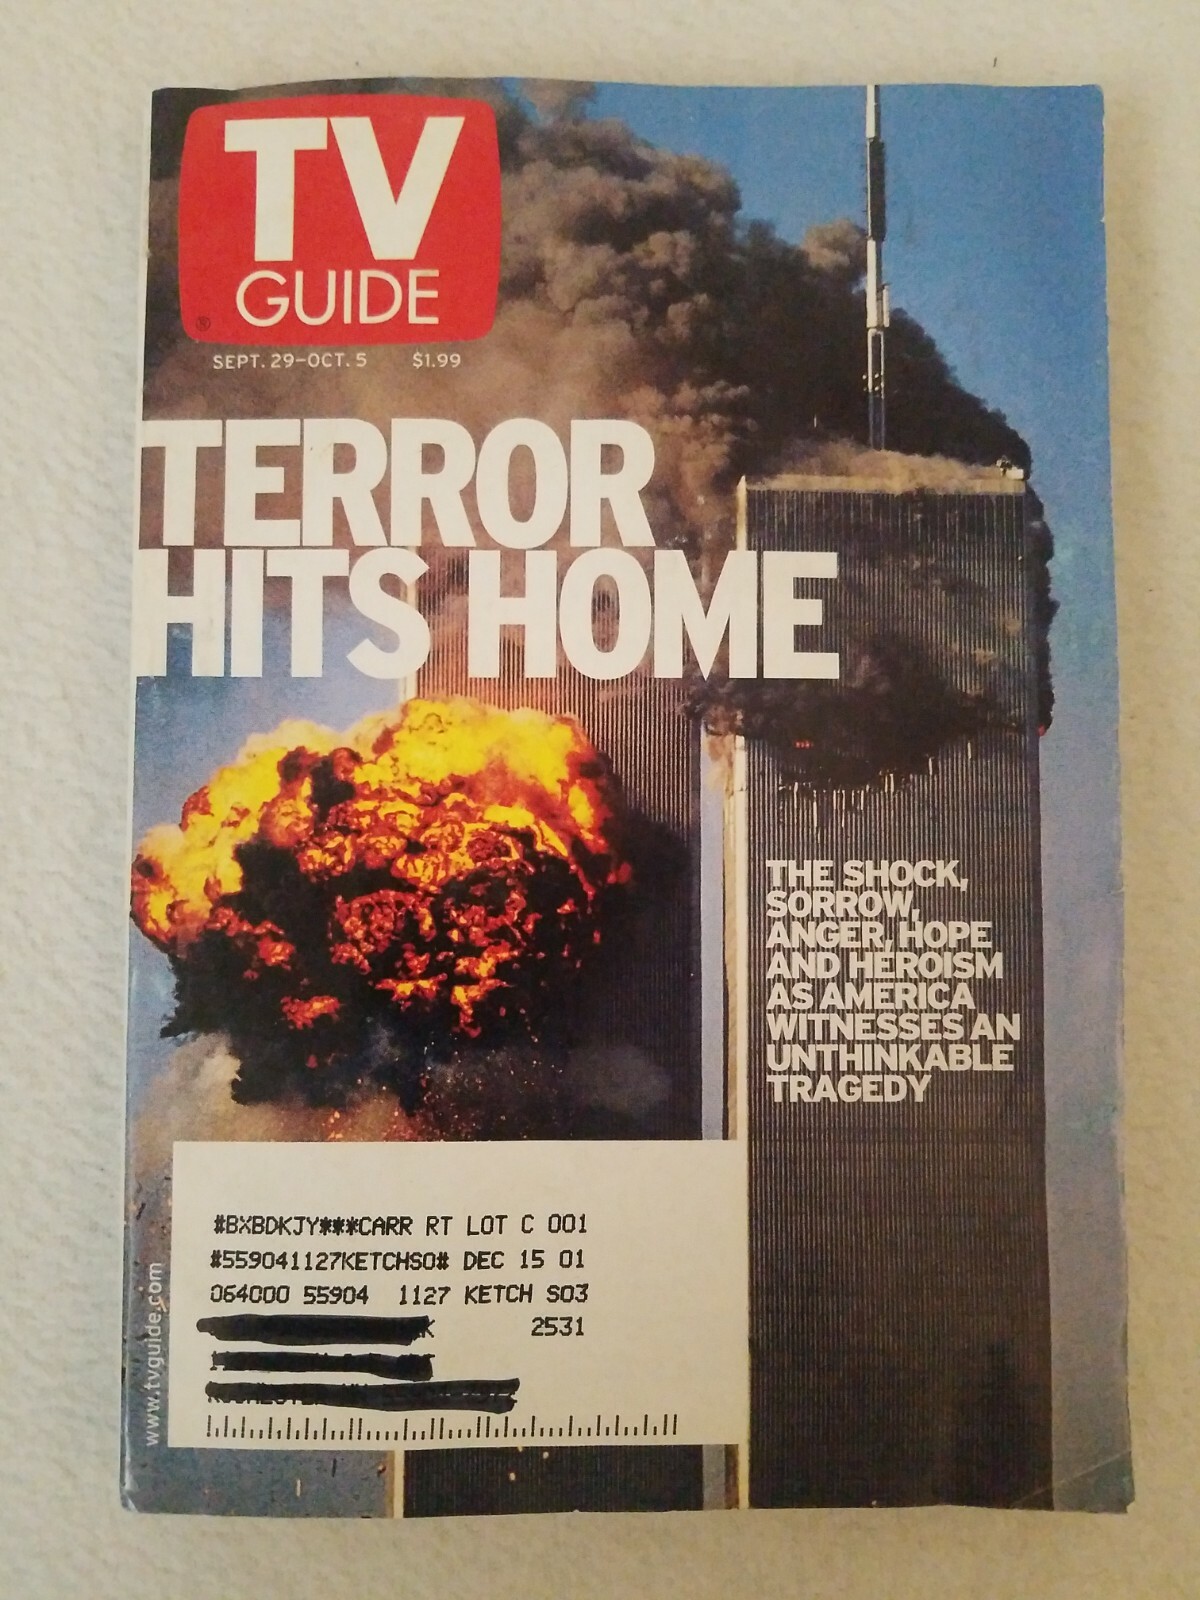 TV
GUIDE
®
SEPT. 29–OCT. 5 $1.99
TERROR
HITS HOME
THE SHOCK,
SORROW,
ANGER, HOPE
AND HEROISM
AS AMERICA
WITNESSES AN
UNTHINKABLE
TRAGEDY
#BXBDKJY***CARR RT LOT C 001
#559041127KETCHS0# DEC 15 01
064000 55904 1127 KETCH S03
2531
www.tvguide.com